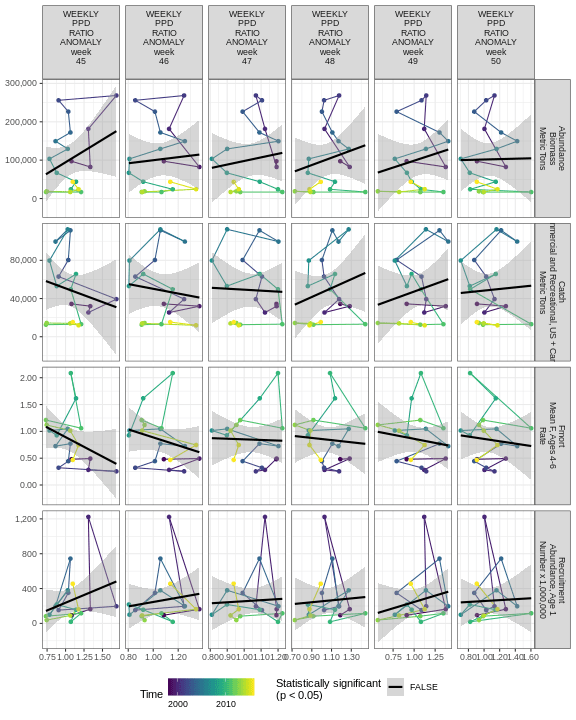 WEEKLY PPD RATIO ANOMALY week 45
WEEKLY PPD RATIO ANOMALY week 46
WEEKLY PPD RATIO ANOMALY week 47
WEEKLY PPD RATIO ANOMALY week 48
WEEKLY PPD RATIO ANOMALY week 49
WEEKLY PPD RATIO ANOMALY week 50
300,000
200,000
100,000
0
Abundance
Biomass
Metric Tons
80,000
40,000
0
Catch
and Recreational, US +
Metric Tons
2.00
1.50
1.00
0.50
0.00
Fmort
Mean F, Ages 4-6
Rate
1,200
800
400
0
Recruitment
Abundance, Age 1
Number x 1,000,000
0.75 1.00 1.25 1.50
0.80 1.00 1.20
0.80 0.90 1.00 1.10 1.20
0.70 0.90 1.10 1.30
0.75 1.00 1.25
0.80 1.00 1.20 1.40 1.60
Time
2000 2010
Statistically significant
(p < 0.05)
FALSE